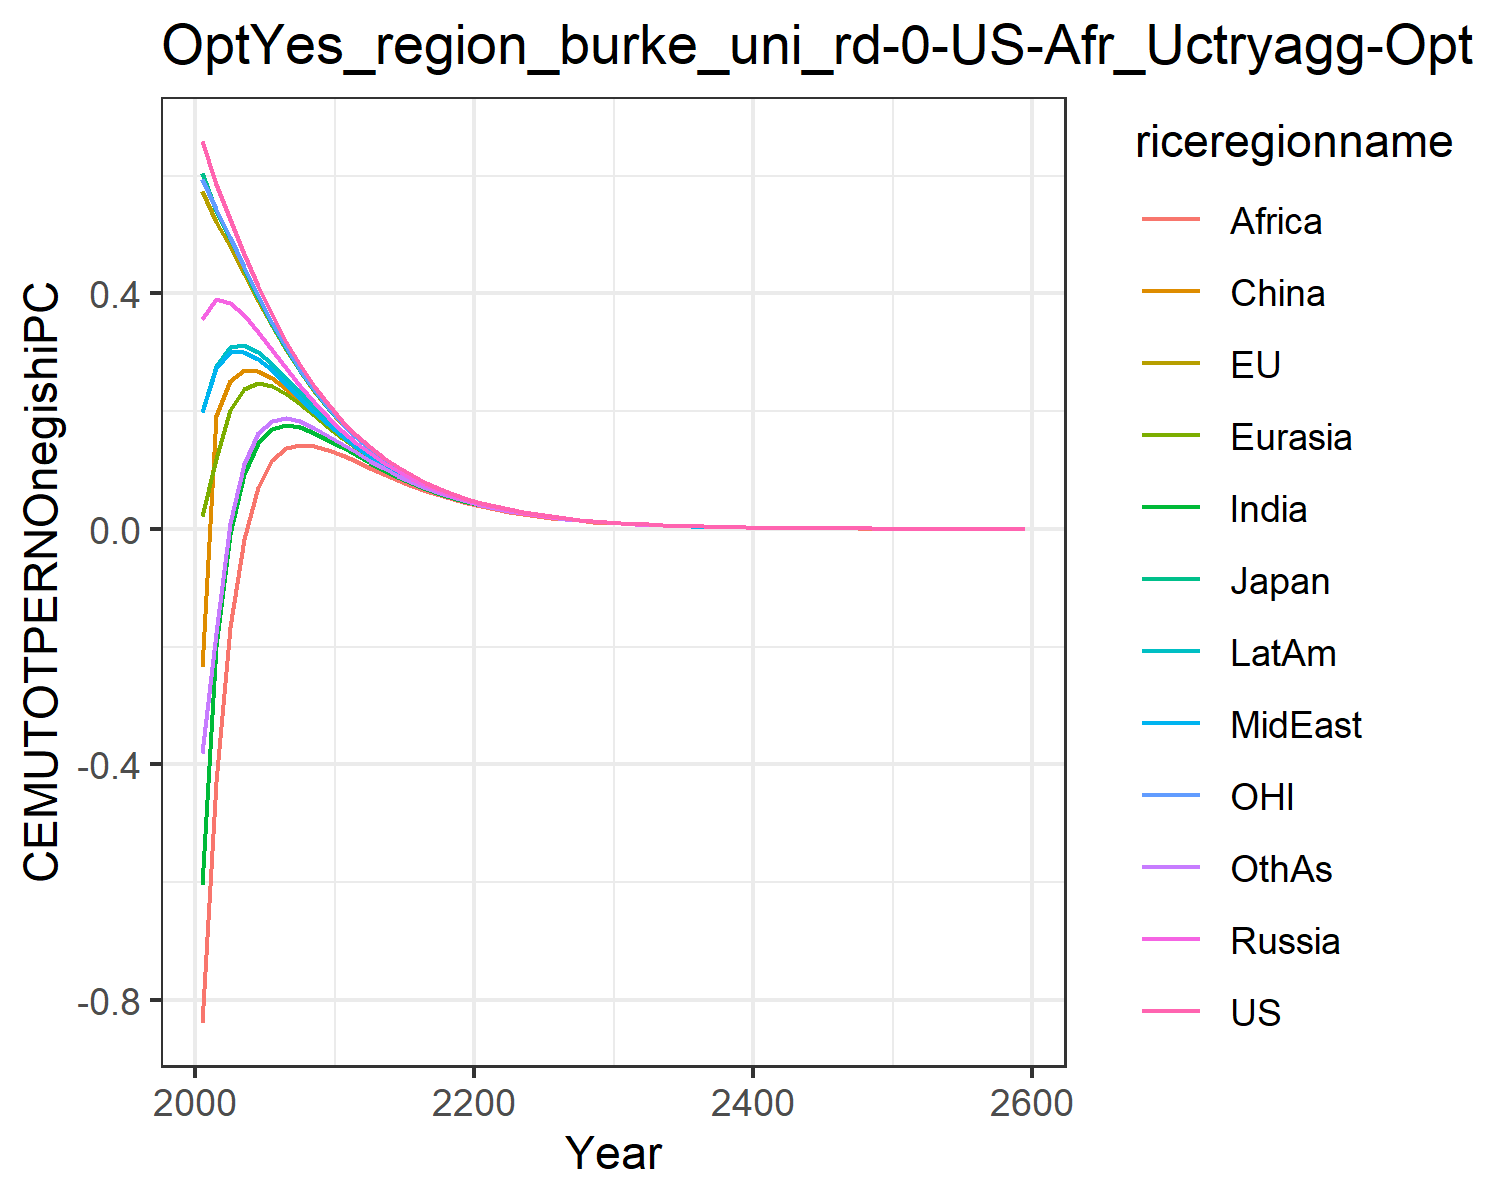 OptYes_region_burke_uni_rd-0-US-Afr_Uctryagg-Opt
CEMUTOTPERNOnegishiPC
0.4
0.0
-0.4
-0.8
2000 2200 2400 2600
Year
riceregionname
Africa
China
EU
Eurasia
India
Japan
LatAm
MidEast
OHI
OthAs
Russia
US